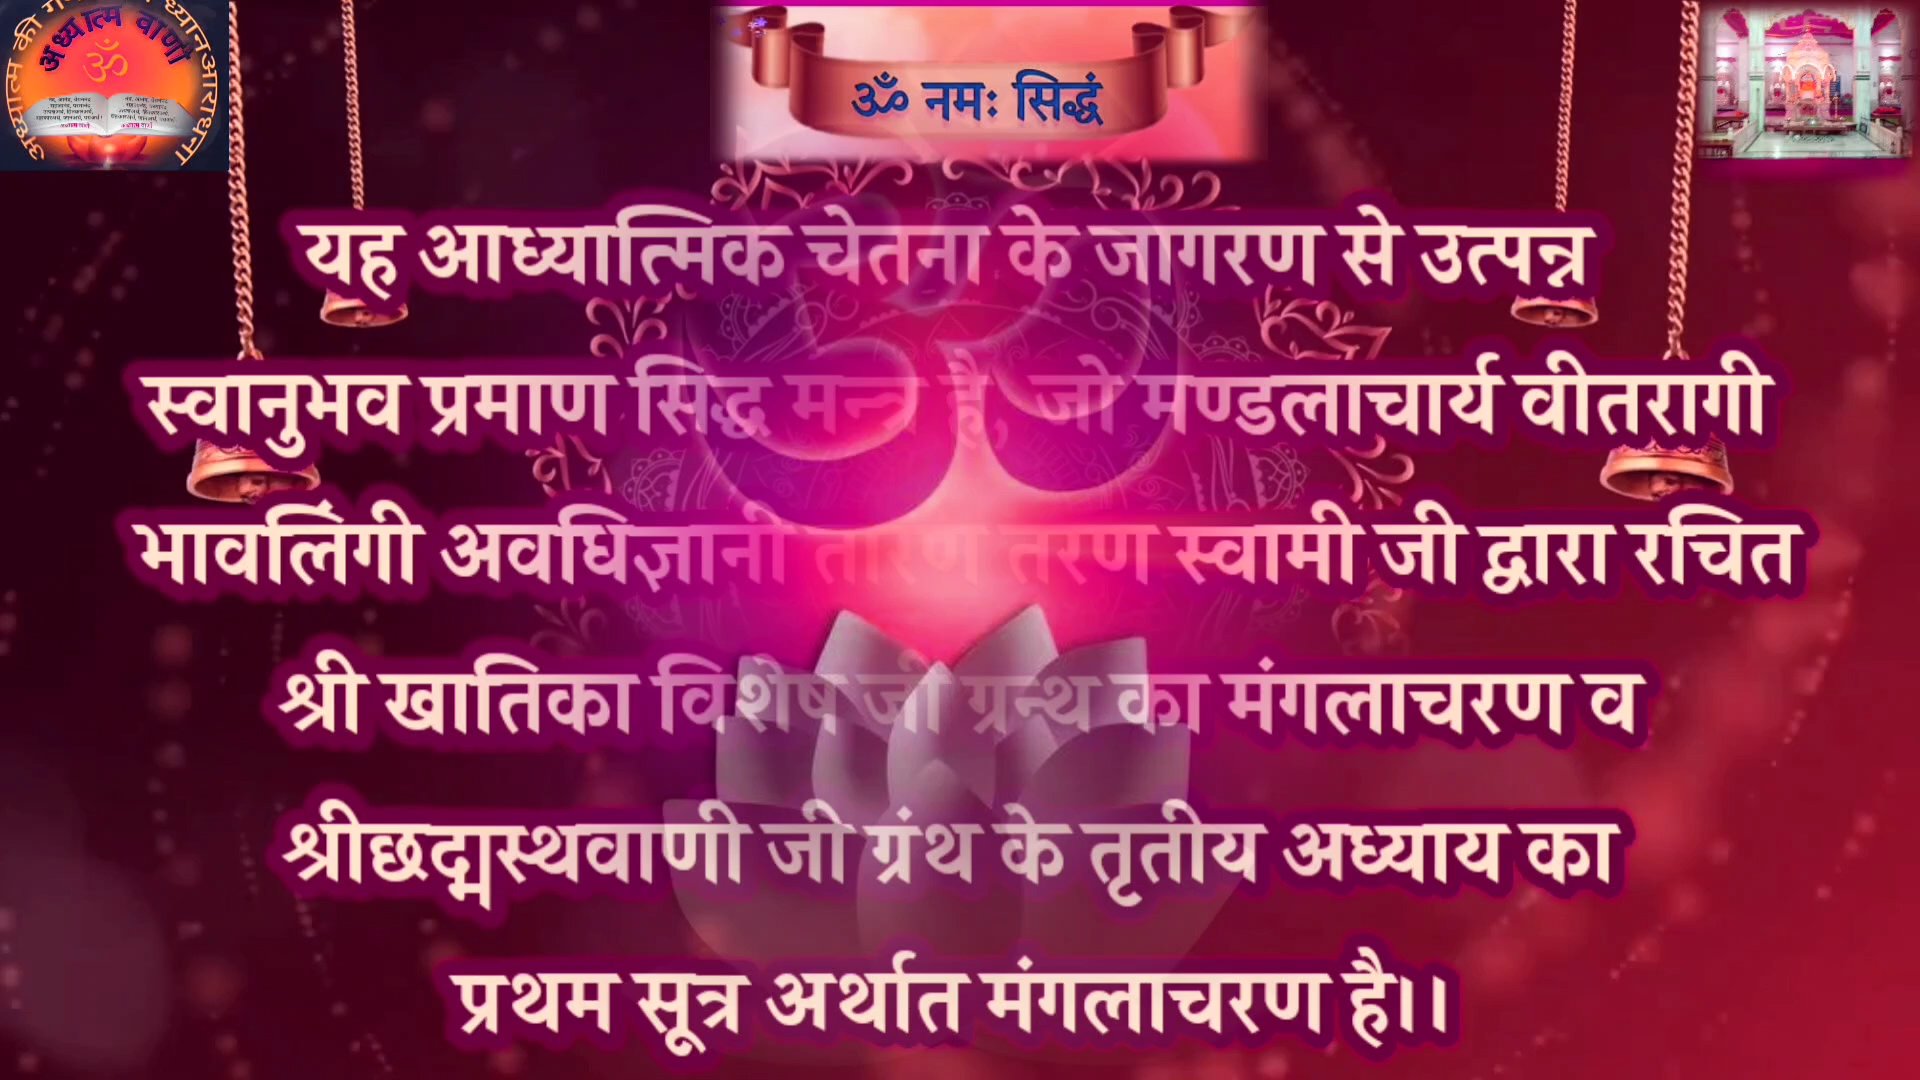 अध्यात्म वाणी
ॐ
ॐ नमः सिद्धं
यह आध्यात्मिक चेतना के जागरण से उत्पन्न
स्वानुभव प्रमाण सिद्ध मन्त्र है, जो मण्डलाचार्य वीतरागी
भावलिंगी अवधिज्ञानी तारण तरण स्वामी जी द्वारा रचित
श्री खातिका विशेष जी ग्रन्थ का मंगलाचरण व
श्रीछद्मस्थवाणी जी ग्रंथ के तृतीय अध्याय का
प्रथम सूत्र अर्थात मंगलाचरण है।।